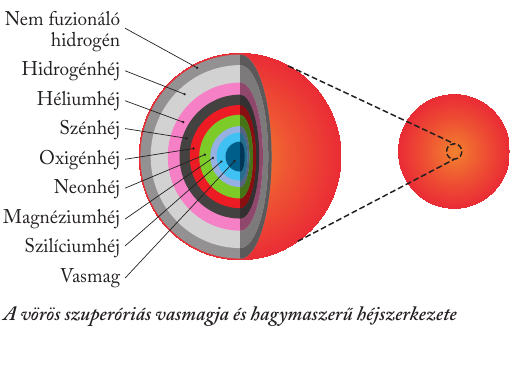 Nem fuzionáló
hidrogén
Hidrogénhéj
Héliumhéj
Szénhéj
Oxigénhéj
Neonhéj
Magnéziumhéj
Szilíciumhéj
Vasmag
A vörös szuperóriás vasmagja és hagymaszerű héjszerkezete